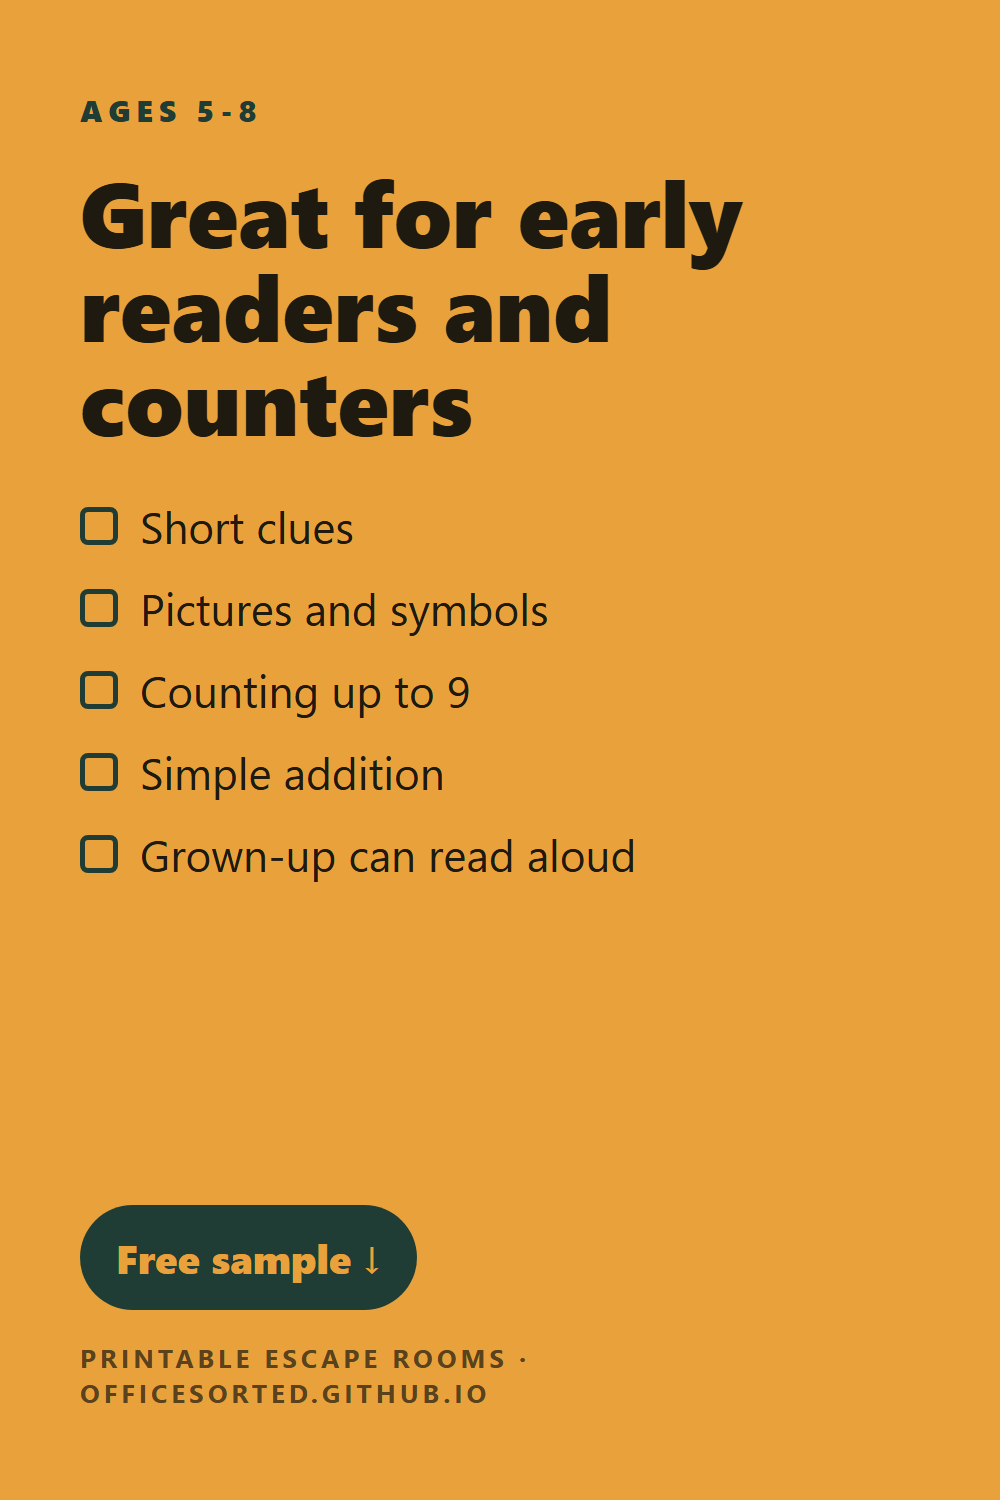 AGES 5-8
Great for early
readers and
counters
Short clues
Pictures and symbols
Counting up to 9
Simple addition
Grown-up can read aloud
Free sample ↓
PRINTABLE ESCAPE ROOMS ·
OFFICESORTED.GITHUB.IO